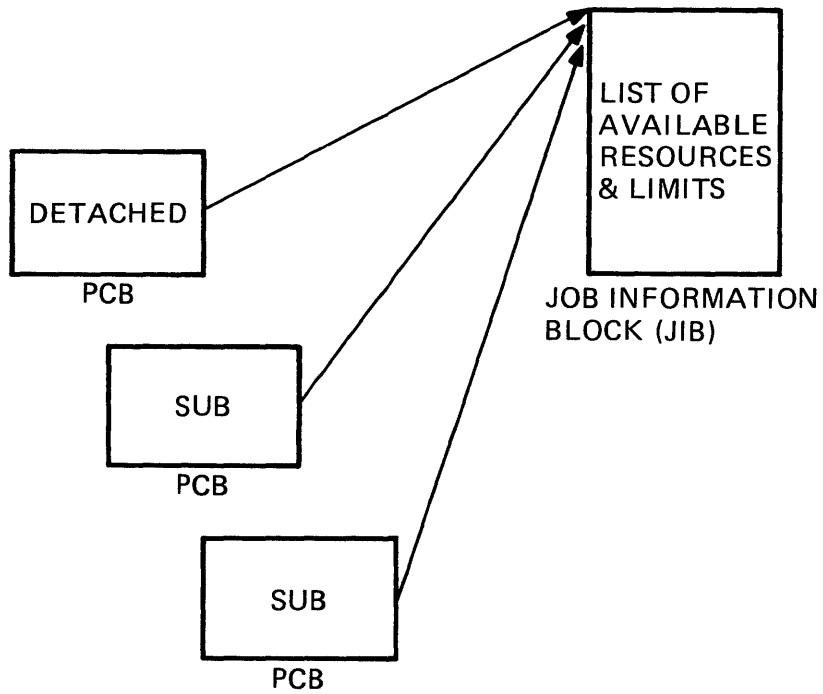 LIST OF
AVAILABLE
RESOURCES
& LIMITS
DETACHED
PCB
JOB INFORMATION
BLOCK (JIB)
SUB
PCB
SUB
PCB